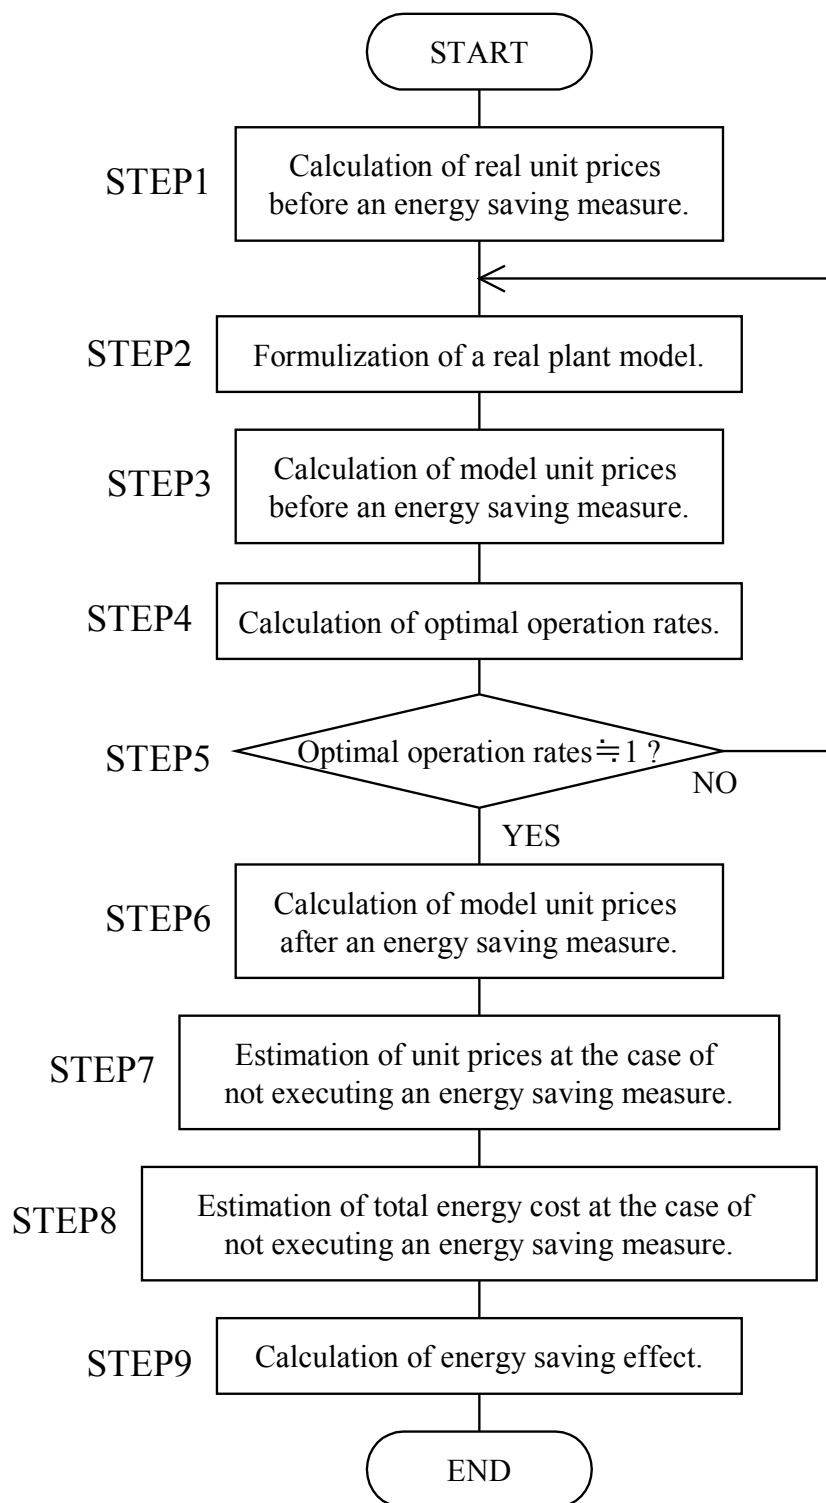 START
STEP1
Calculation of real unit prices
before an energy saving measure.
STEP2
Formulization of a real plant model.
STEP3
Calculation of model unit prices
before an energy saving measure.
STEP4
Calculation of optimal operation rates.
STEP5
Optimal operation rates≒1 ?
NO
YES
STEP6
Calculation of model unit prices
after an energy saving measure.
STEP7
Estimation of unit prices at the case of
not executing an energy saving measure.
STEP8
Estimation of total energy cost at the case of
not executing an energy saving measure.
STEP9
Calculation of energy saving effect.
END